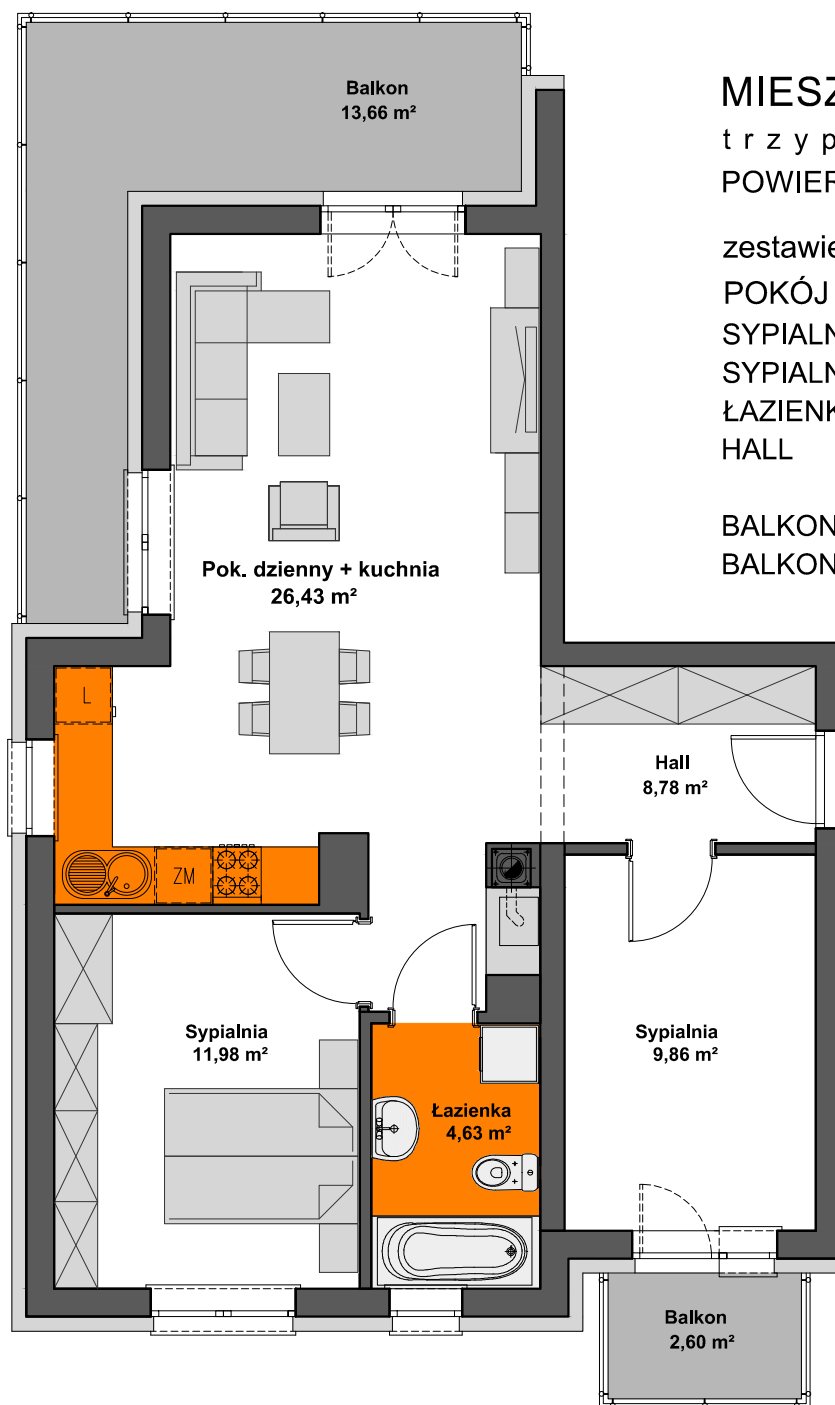 Balkon
13,66 m²
MIESZ
t r z y p
POWIER
zestawie
POKÓJ
SYPIALN
SYPIALN
ŁAZIENK
HALL
BALKON
BALKON
Pok. dzienny + kuchnia
26,43 m²
L
Hall
8,78 m²
ZM
Sypialnia
11,98 m²
Sypialnia
9,86 m²
Łazienka
4,63 m²
Balkon
2,60 m²